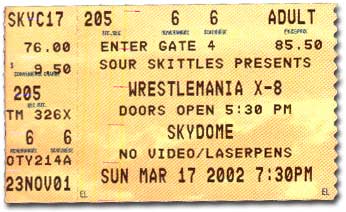 SKYC17 205 6 6 ADULT
76.00 ENTER GATE 4 85.50
9.50 SOUR SKITTLES PRESENTS
205 WRESTLEMANIA X-8
TM 326X DOORS OPEN 5:30 PM
6 6 SKYDOME
OTY214A NO VIDEO/LASERPENS
23NOV01 EL SUN MAR 17 2002 7:30PM EL